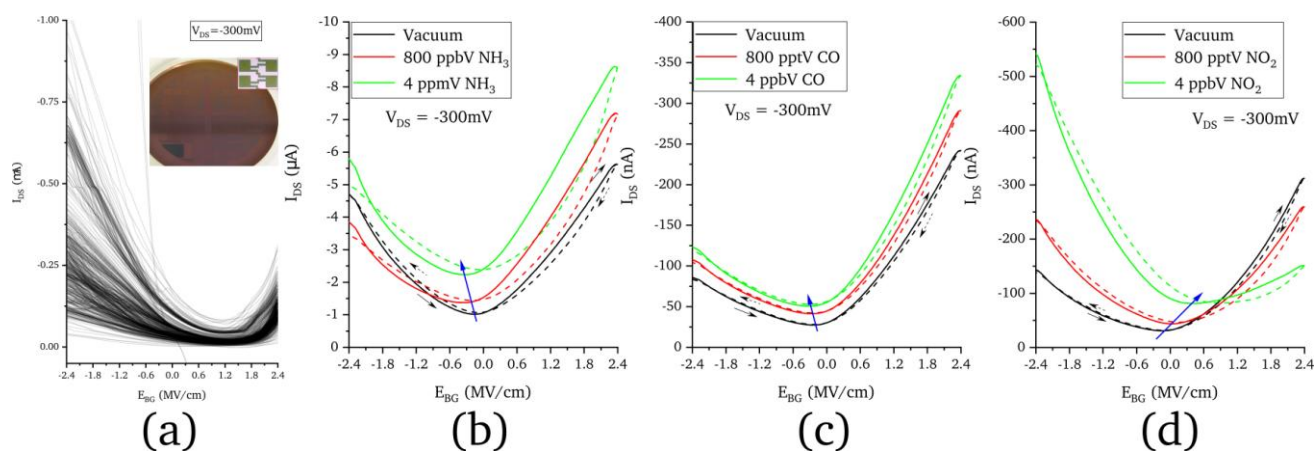 V_DS=-300mV
I_DS (mA)
-1.00
-0.75
-0.50
-0.25
0.00
-2.4 -1.8 -1.2 -0.6 0.0 0.6 1.2 1.8 2.4
E_BG (MV/cm)
(a)
Vacuum
800 ppbV NH₃
4 ppmV NH₃
V_DS = -300mV
I_DS (µA)
-10
-9
-8
-7
-6
-5
-4
-3
-2
-1
0
-2.4 -1.8 -1.2 -0.6 0.0 0.6 1.2 1.8 2.4
E_BG (MV/cm)
(b)
Vacuum
800 pptV CO
4 ppbV CO
V_DS = -300mV
I_DS (nA)
-400
-350
-300
-250
-200
-150
-100
-50
0
-2.4 -1.8 -1.2 -0.6 0.0 0.6 1.2 1.8 2.4
E_BG (MV/cm)
(c)
Vacuum
800 pptV NO₂
4 ppbV NO₂
V_DS = -300mV
I_DS (nA)
-600
-500
-400
-300
-200
-100
0
-2.4 -1.8 -1.2 -0.6 0.0 0.6 1.2 1.8 2.4
E_BG (MV/cm)
(d)